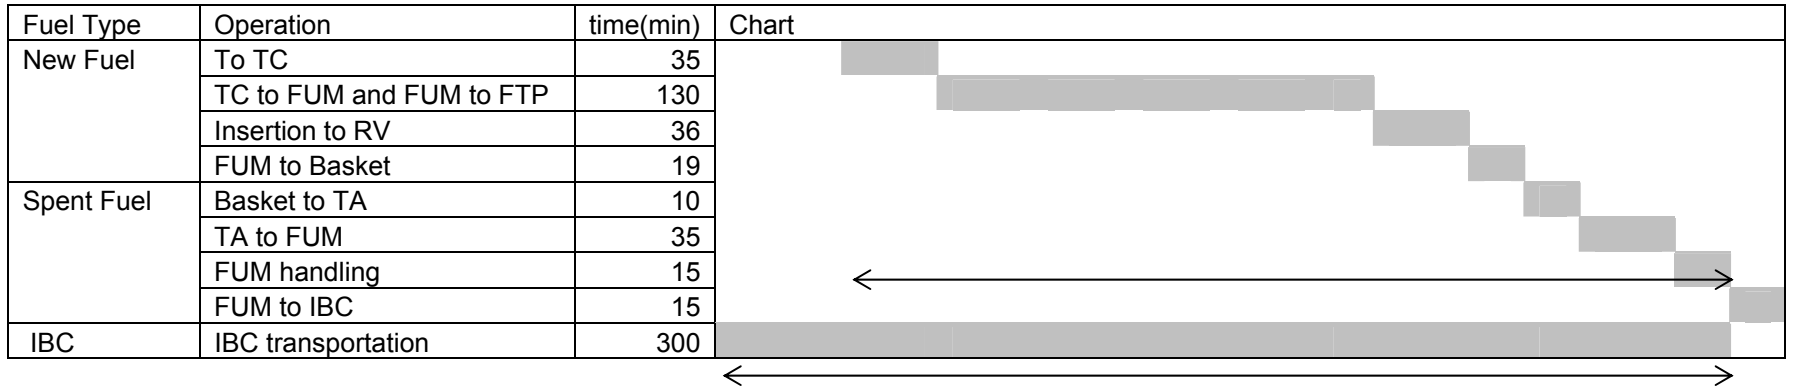 Fuel Type Operation time(min) Chart
New Fuel To TC 35
TC to FUM and FUM to FTP 130
Insertion to RV 36
FUM to Basket 19
Spent Fuel Basket to TA 10
TA to FUM 35
FUM handling 15
FUM to IBC 15
IBC IBC transportation 300